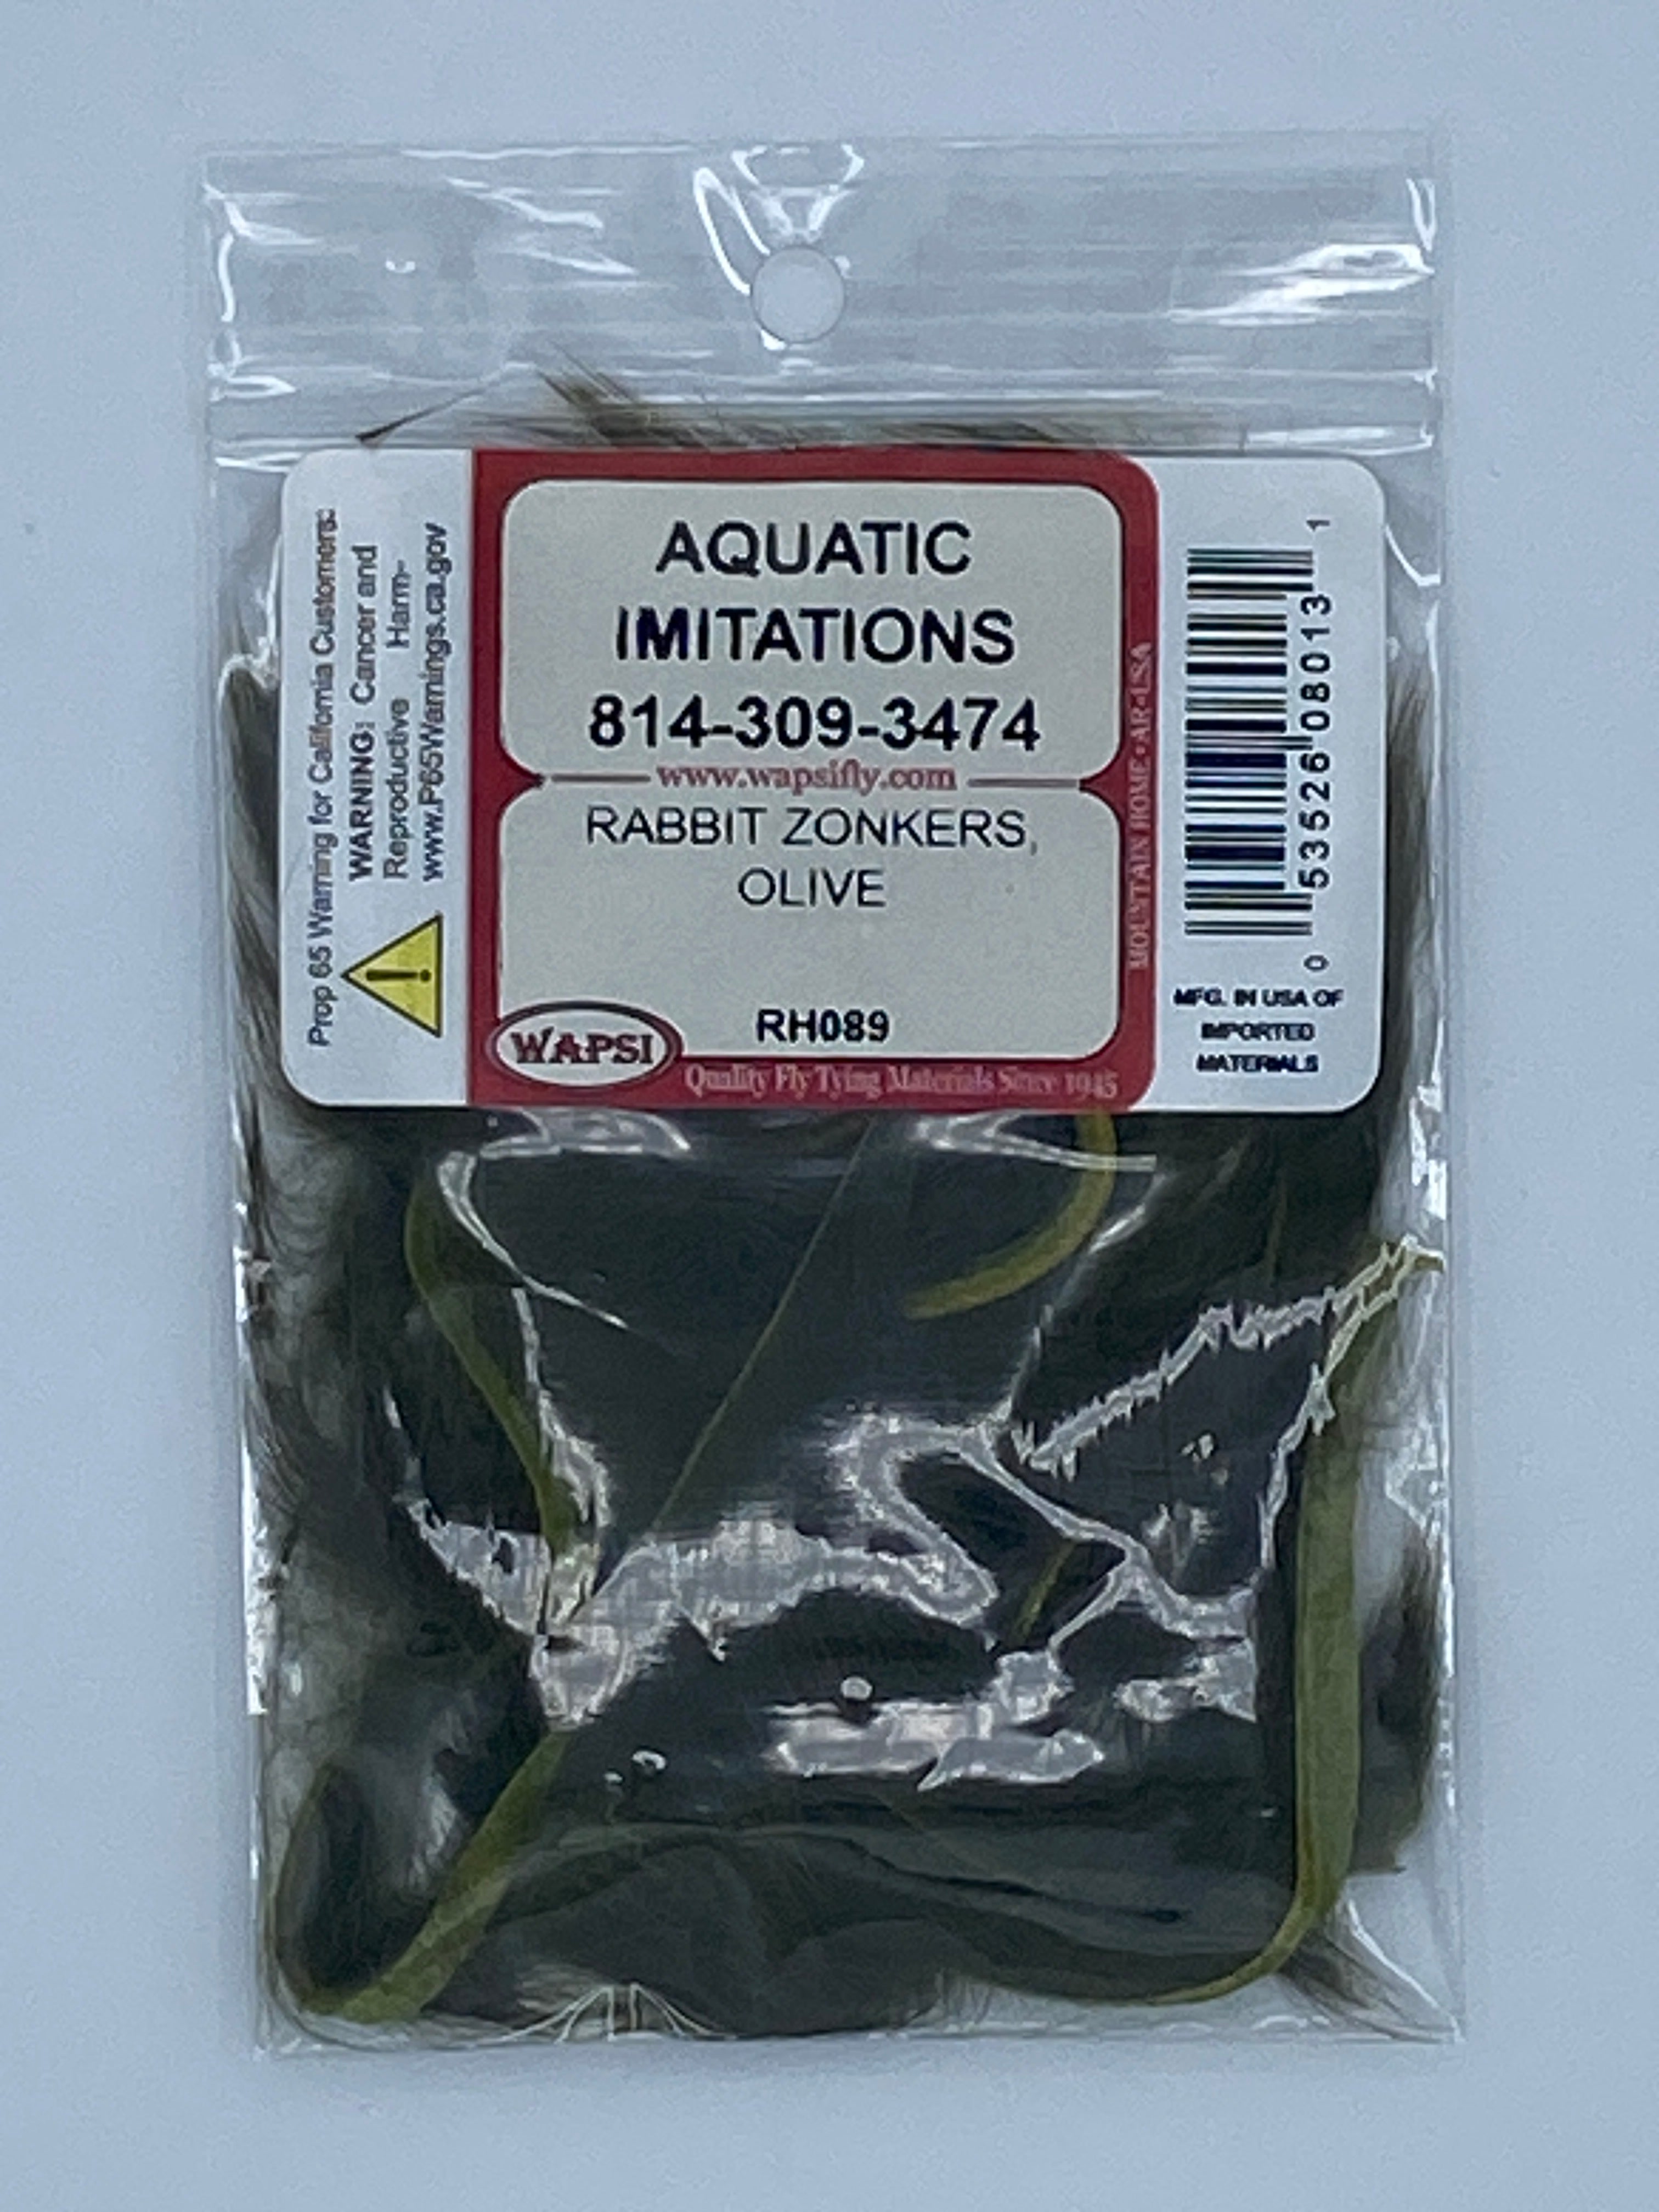 Prop 65 Warning for California Customers:
WARNING: Cancer and
Reproductive Harm-
www.P65Warnings.ca.gov
AQUATIC
IMITATIONS
814-309-3474
www.wapsifly.com
RABBIT ZONKERS,
OLIVE
RH089
WAPSI
Quality Fly Tying Materials Since 1945
MOUNTAIN HOME·AR·USA
0 53526 08013 1
MFG. IN USA OF
IMPORTED
MATERIALS